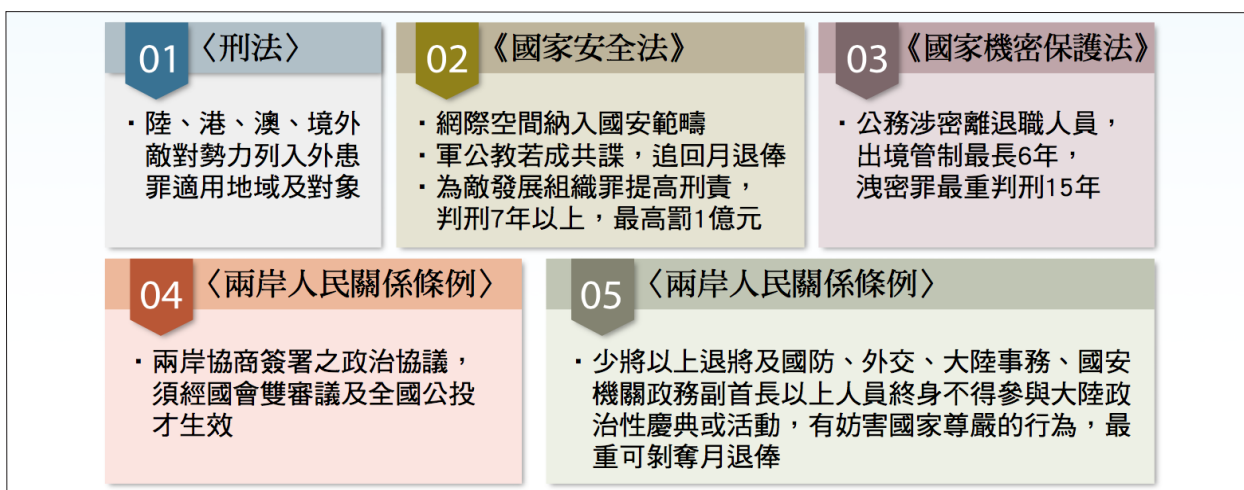 01 〈刑法〉
・陸、港、澳、境外
敵對勢力列入外患
罪適用地域及對象
02 《國家安全法》
・網際空間納入國安範疇
・軍公教若成共諜,追回月退俸
・為敵發展組織罪提高刑責,
判刑7年以上,最高罰1億元
03 《國家機密保護法》
・公務涉密離退職人員,
出境管制最長6年,
洩密罪最重判刑15年
04 〈兩岸人民關係條例〉
・兩岸協商簽署之政治協議,
須經國會雙審議及全國公投
才生效
05 〈兩岸人民關係條例〉
・少將以上退將及國防、外交、大陸事務、國安
機關政務副首長以上人員終身不得參與大陸政
治性慶典或活動,有妨害國家尊嚴的行為,最
重可剝奪月退俸